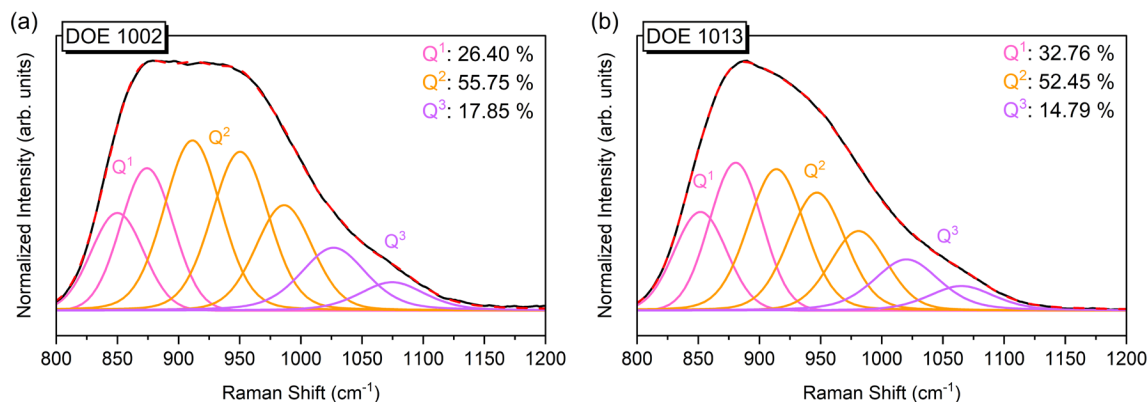 (a)
DOE 1002
Q¹: 26.40 %
Q²: 55.75 %
Q³: 17.85 %
Q¹
Q²
Q³
Normalized Intensity (arb. units)
800 850 900 950 1000 1050 1100 1150 1200
Raman Shift (cm⁻¹)
(b)
DOE 1013
Q¹: 32.76 %
Q²: 52.45 %
Q³: 14.79 %
Q¹
Q²
Q³
Normalized Intensity (arb. units)
800 850 900 950 1000 1050 1100 1150 1200
Raman Shift (cm⁻¹)